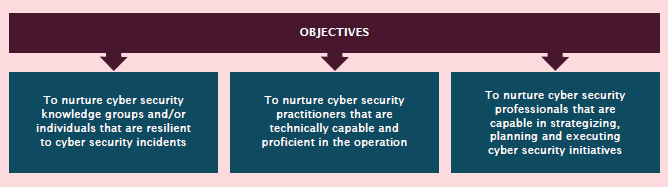 OBJECTIVES
To nurture cyber security
knowledge groups and/or
individuals that are resilient
to cyber security incidents
To nurture cyber security
practitioners that are
technically capable and
proficient in the operation
To nurture cyber security
professionals that are
capable in strategizing,
planning and executing
cyber security initiatives